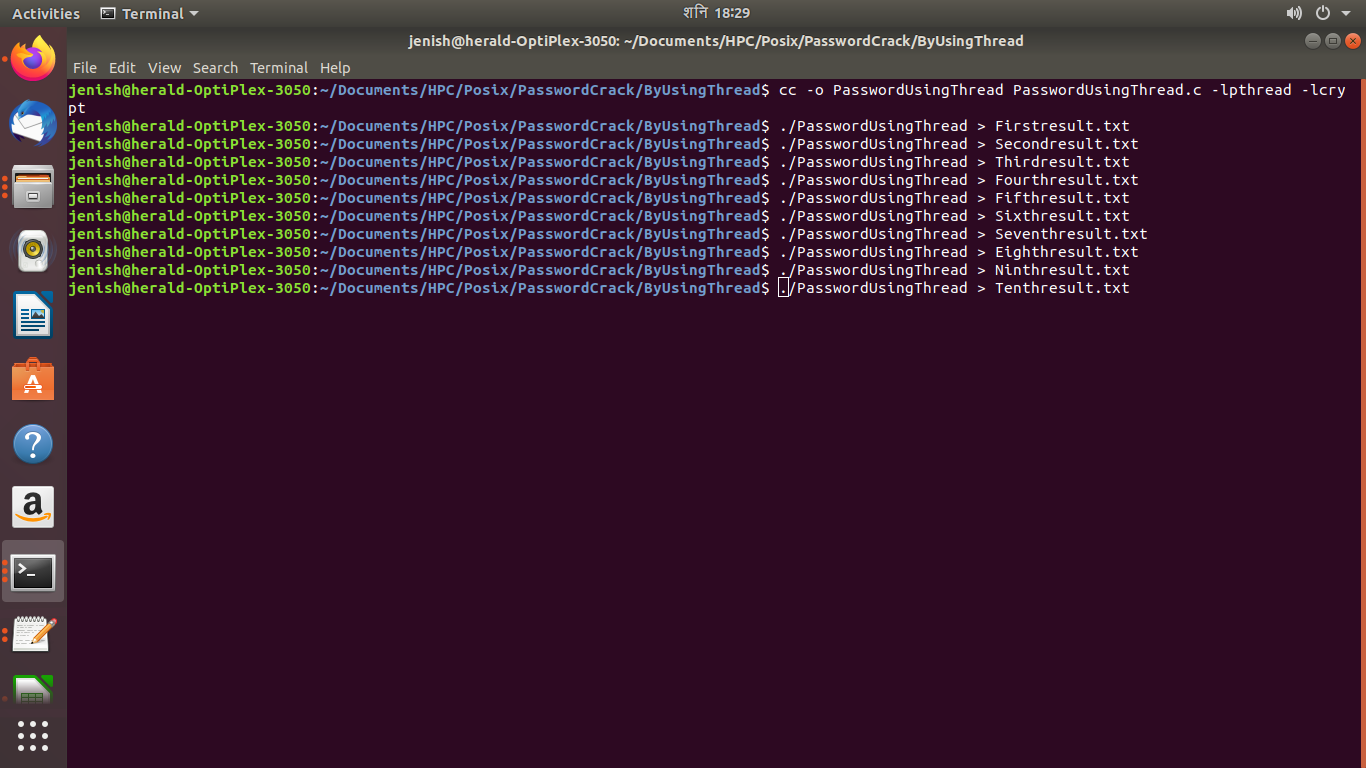 Activities Terminal शनि 18:29
jenish@herald-OptiPlex-3050: ~/Documents/HPC/Posix/PasswordCrack/ByUsingThread
File Edit View Search Terminal Help
jenish@herald-OptiPlex-3050:~/Documents/HPC/Posix/PasswordCrack/ByUsingThread$ cc -o PasswordUsingThread PasswordUsingThread.c -lpthread -lcry
pt
jenish@herald-OptiPlex-3050:~/Documents/HPC/Posix/PasswordCrack/ByUsingThread$ ./PasswordUsingThread > Firstresult.txt
jenish@herald-OptiPlex-3050:~/Documents/HPC/Posix/PasswordCrack/ByUsingThread$ ./PasswordUsingThread > Secondresult.txt
jenish@herald-OptiPlex-3050:~/Documents/HPC/Posix/PasswordCrack/ByUsingThread$ ./PasswordUsingThread > Thirdresult.txt
jenish@herald-OptiPlex-3050:~/Documents/HPC/Posix/PasswordCrack/ByUsingThread$ ./PasswordUsingThread > Fourthresult.txt
jenish@herald-OptiPlex-3050:~/Documents/HPC/Posix/PasswordCrack/ByUsingThread$ ./PasswordUsingThread > Fifthresult.txt
jenish@herald-OptiPlex-3050:~/Documents/HPC/Posix/PasswordCrack/ByUsingThread$ ./PasswordUsingThread > Sixthresult.txt
jenish@herald-OptiPlex-3050:~/Documents/HPC/Posix/PasswordCrack/ByUsingThread$ ./PasswordUsingThread > Seventhresult.txt
jenish@herald-OptiPlex-3050:~/Documents/HPC/Posix/PasswordCrack/ByUsingThread$ ./PasswordUsingThread > Eighthresult.txt
jenish@herald-OptiPlex-3050:~/Documents/HPC/Posix/PasswordCrack/ByUsingThread$ ./PasswordUsingThread > Ninthresult.txt
jenish@herald-OptiPlex-3050:~/Documents/HPC/Posix/PasswordCrack/ByUsingThread$ ./PasswordUsingThread > Tenthresult.txt